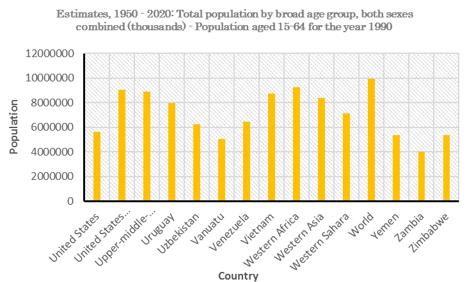 Estimates, 1950 - 2020: Total population by broad age group, both sexes
combined (thousands) - Population aged 15-64 for the year 1990
12000000
10000000
8000000
6000000
4000000
2000000
0
Population
United States
United States...
Upper-middle-...
Uruguay
Uzbekistan
Vanuatu
Venezuela
Vietnam
Western Africa
Western Asia
Western Sahara
World
Yemen
Zambia
Zimbabwe
Country